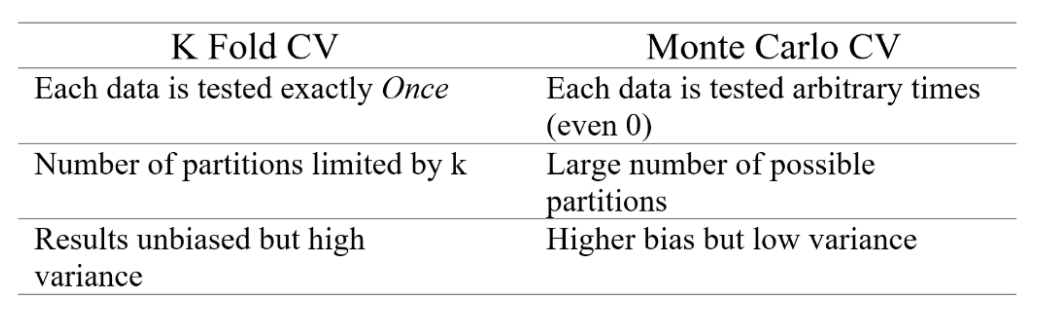 K Fold CV
Monte Carlo CV
Each data is tested exactly Once
Each data is tested arbitrary times
(even 0)
Number of partitions limited by k
Large number of possible
partitions
Results unbiased but high
variance
Higher bias but low variance